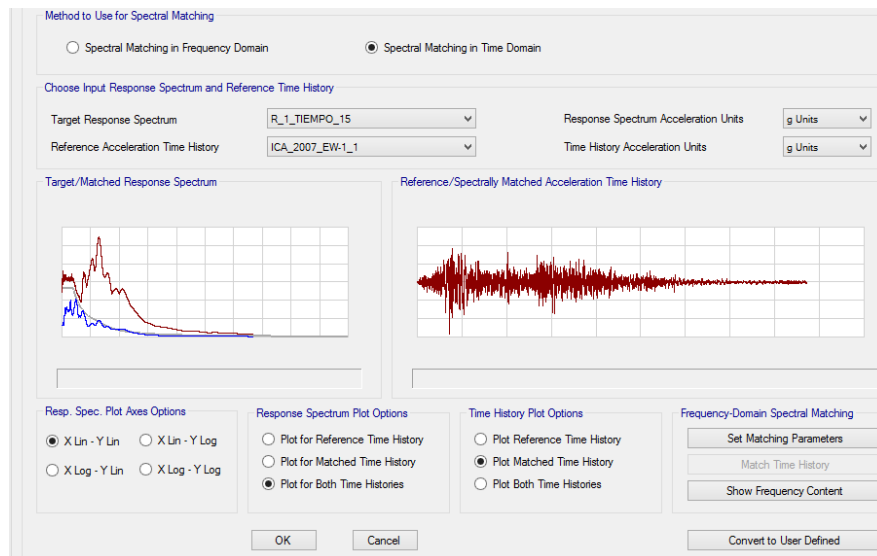 Method to Use for Spectral Matching
Spectral Matching in Frequency Domain
Spectral Matching in Time Domain
Choose Input Response Spectrum and Reference Time History
Target Response Spectrum
R_1_TIEMPO_15
Response Spectrum Acceleration Units
g Units
Reference Acceleration Time History
ICA_2007_EW-1_1
Time History Acceleration Units
g Units
Target/Matched Response Spectrum
Reference/Spectrally Matched Acceleration Time History
Resp. Spec. Plot Axes Options
X Lin - Y Lin
X Lin - Y Log
X Log - Y Lin
X Log - Y Log
Response Spectrum Plot Options
Plot for Reference Time History
Plot for Matched Time History
Plot for Both Time Histories
Time History Plot Options
Plot Reference Time History
Plot Matched Time History
Plot Both Time Histories
Frequency-Domain Spectral Matching
Set Matching Parameters
Match Time History
Show Frequency Content
OK
Cancel
Convert to User Defined